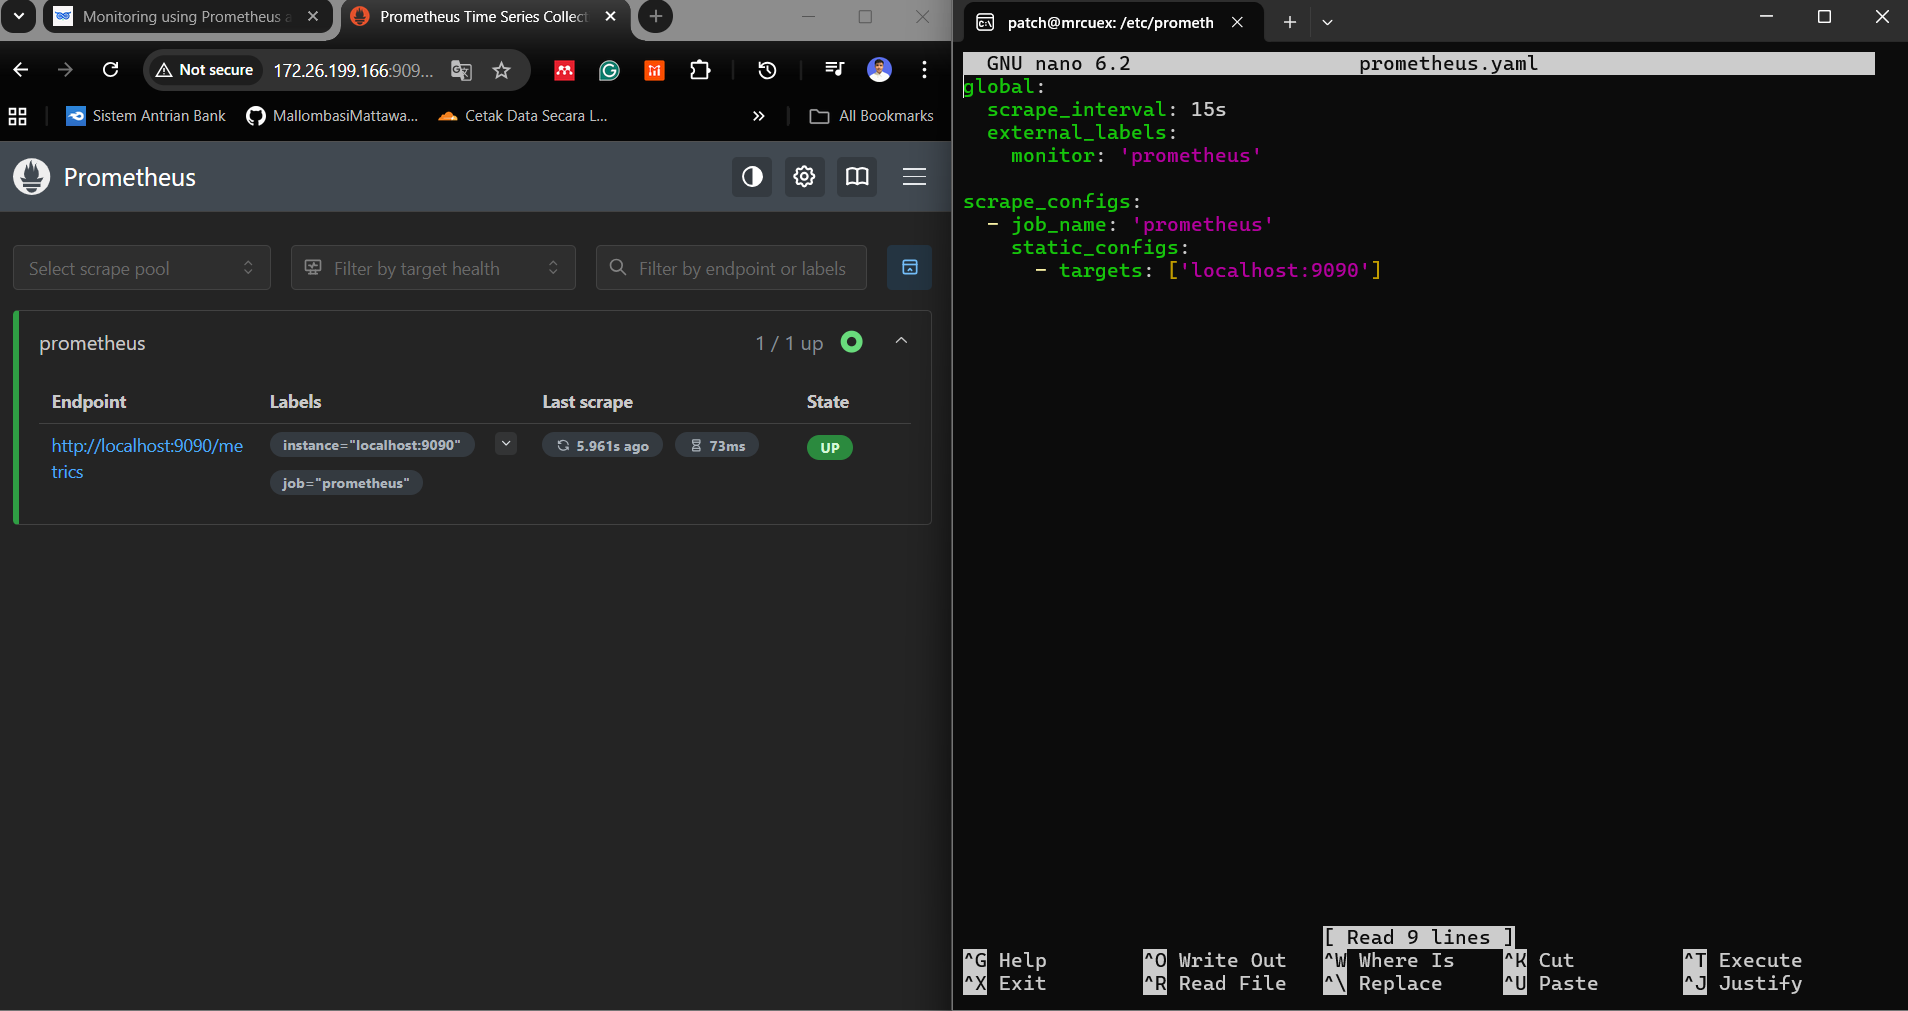 Monitoring using Prometheus a
Prometheus Time Series Collect
Not secure
172.26.199.166:909...
Sistem Antrian Bank
MallombasiMattawa...
Cetak Data Secara L...
All Bookmarks
Prometheus
Select scrape pool
Filter by target health
Filter by endpoint or labels
prometheus
1 / 1 up
Endpoint Labels Last scrape State
http://localhost:9090/me
trics
instance="localhost:9090"
job="prometheus"
5.961s ago
73ms
UP
patch@mrcuex: /etc/prometh
GNU nano 6.2 prometheus.yaml
global:
  scrape_interval: 15s
  external_labels:
    monitor: 'prometheus'
scrape_configs:
  - job_name: 'prometheus'
    static_configs:
      - targets: ['localhost:9090']
[ Read 9 lines ]
^G Help ^O Write Out ^W Where Is ^K Cut ^T Execute
^X Exit ^R Read File ^\ Replace ^U Paste ^J Justify